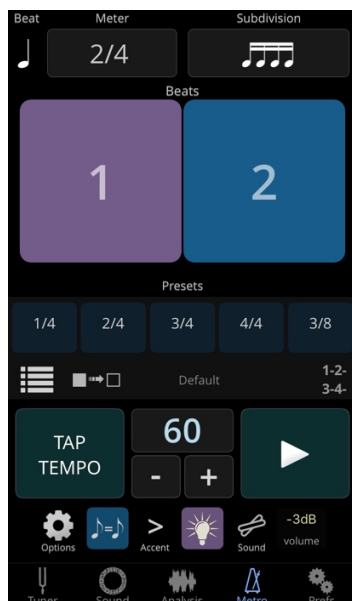 Beat Meter Subdivision
2/4
Beats
1 2
Presets
1/4 2/4 3/4 4/4 3/8
Default
1-2-
3-4-
TAP
TEMPO
60
- +
Options
Accent
Sound
-3dB
volume
Tuner Sound Analysis Metro Prefs